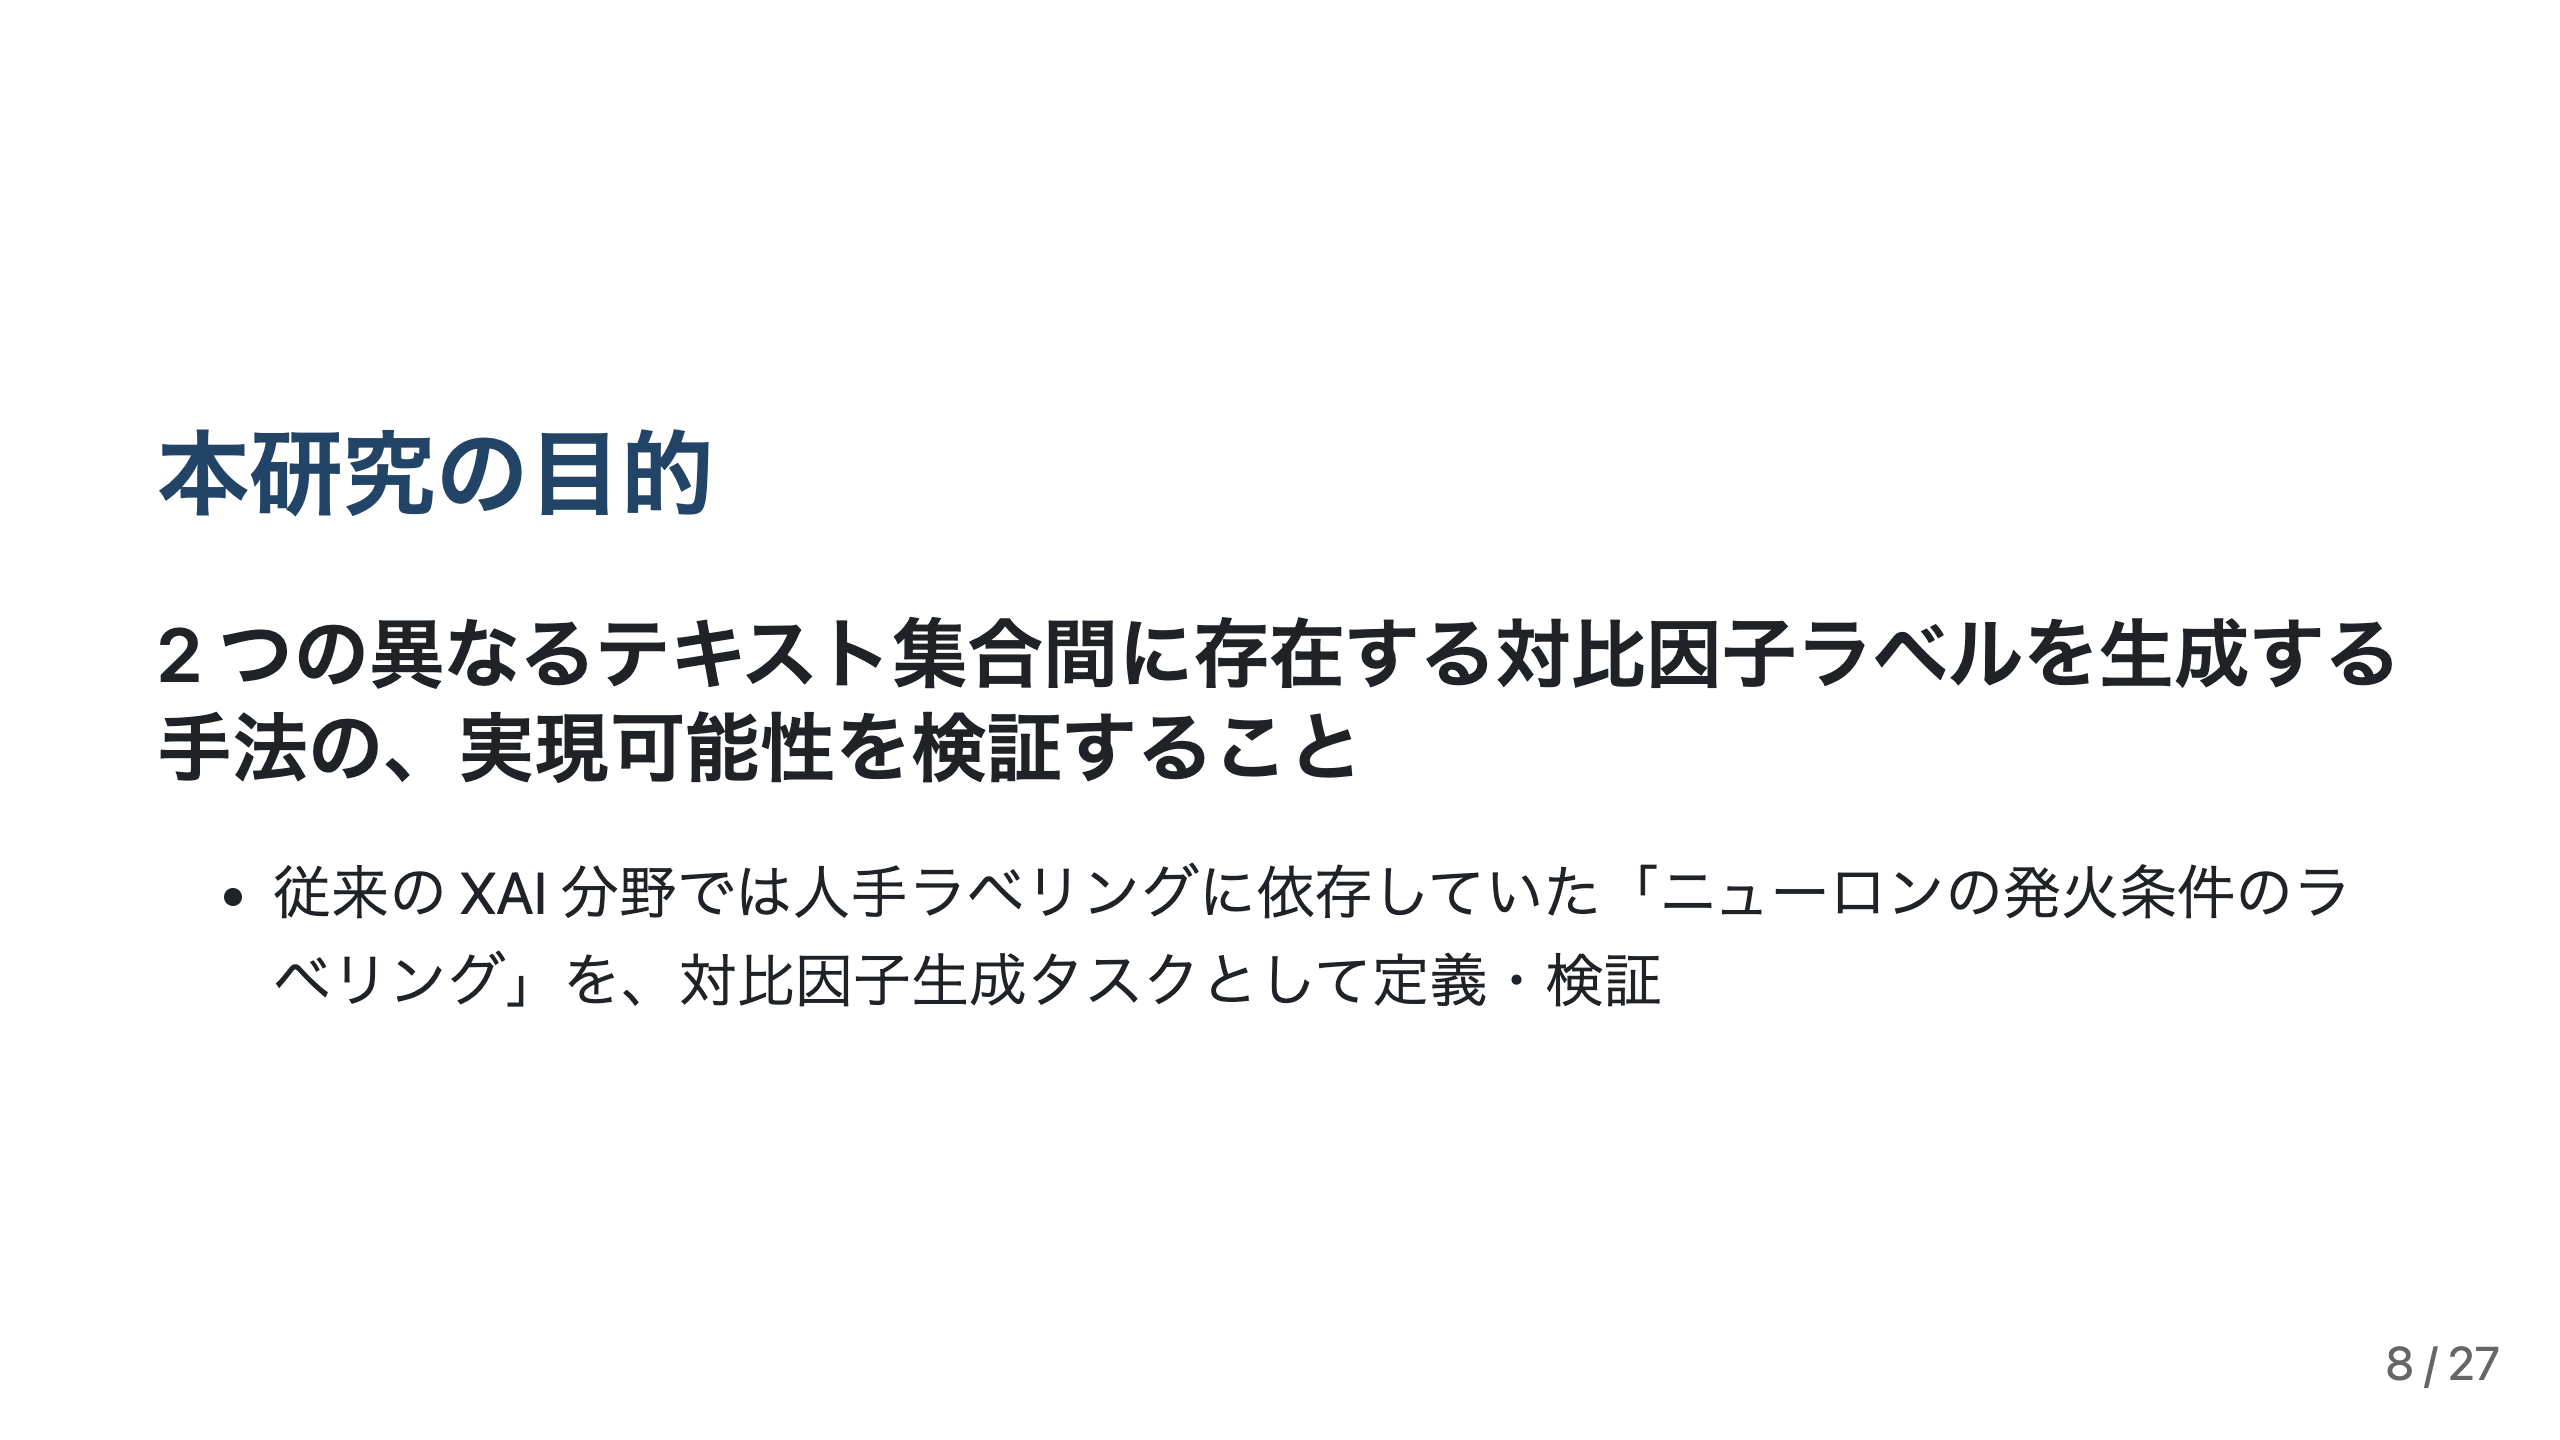 本研究の目的
2 つの異なるテキスト集合間に存在する対比因子ラベルを生成する
手法の、実現可能性を検証すること
• 従来の XAI 分野では人手ラベリングに依存していた「ニューロンの発火条件のラ
ベリング」を、対比因子生成タスクとして定義・検証
8 / 27